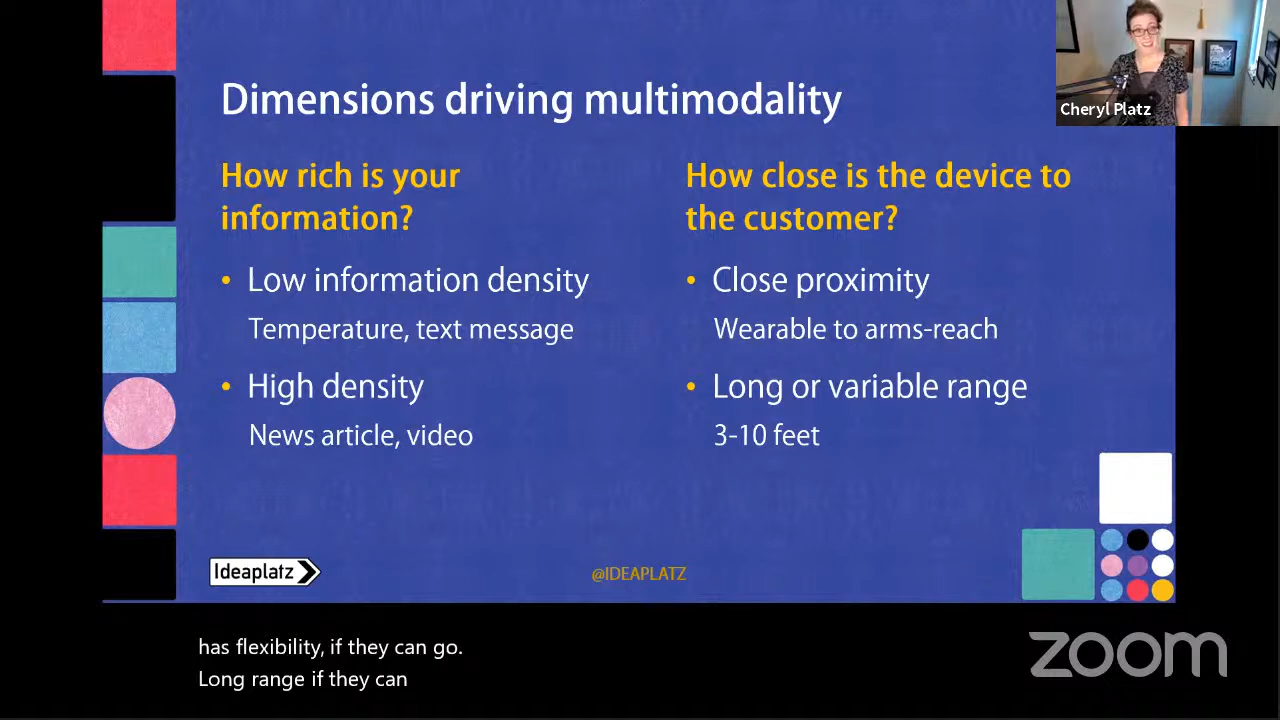 Dimensions driving multimodality
Cheryl Platz
How rich is your
information?
• Low information density
Temperature, text message
• High density
News article, video
How close is the device to
the customer?
• Close proximity
Wearable to arms-reach
• Long or variable range
3-10 feet
Ideaplatz
@IDEAPLATZ
has flexibility, if they can go.
Long range if they can
zoom